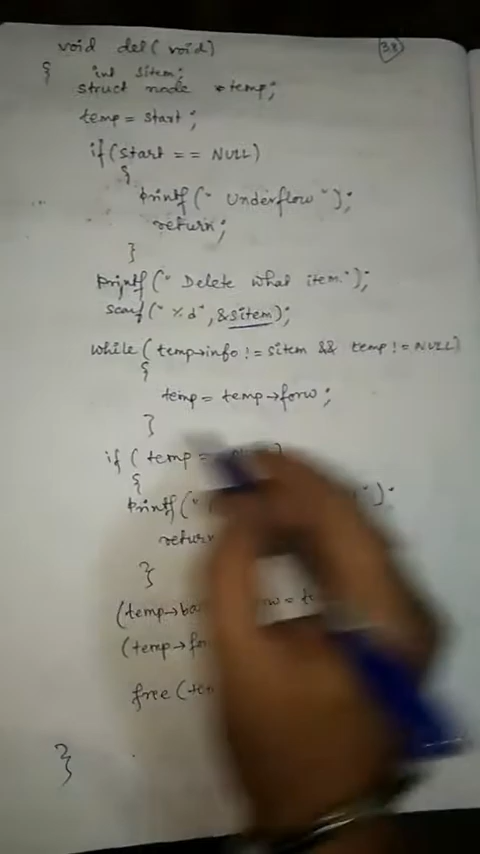 void del( void)
38
{ int sitem;
struct node *temp;
temp = start;
if(start == NULL)
{
printf(" Underflow ");
return;
}
printf(" Delete what item.");
scanf(" %d", &sitem);
while( temp→info != sitem && temp != NULL)
{
temp = temp→forw;
}
if ( temp =
{
printf("
return
}
(temp→ba
(temp→fo
free(te
}